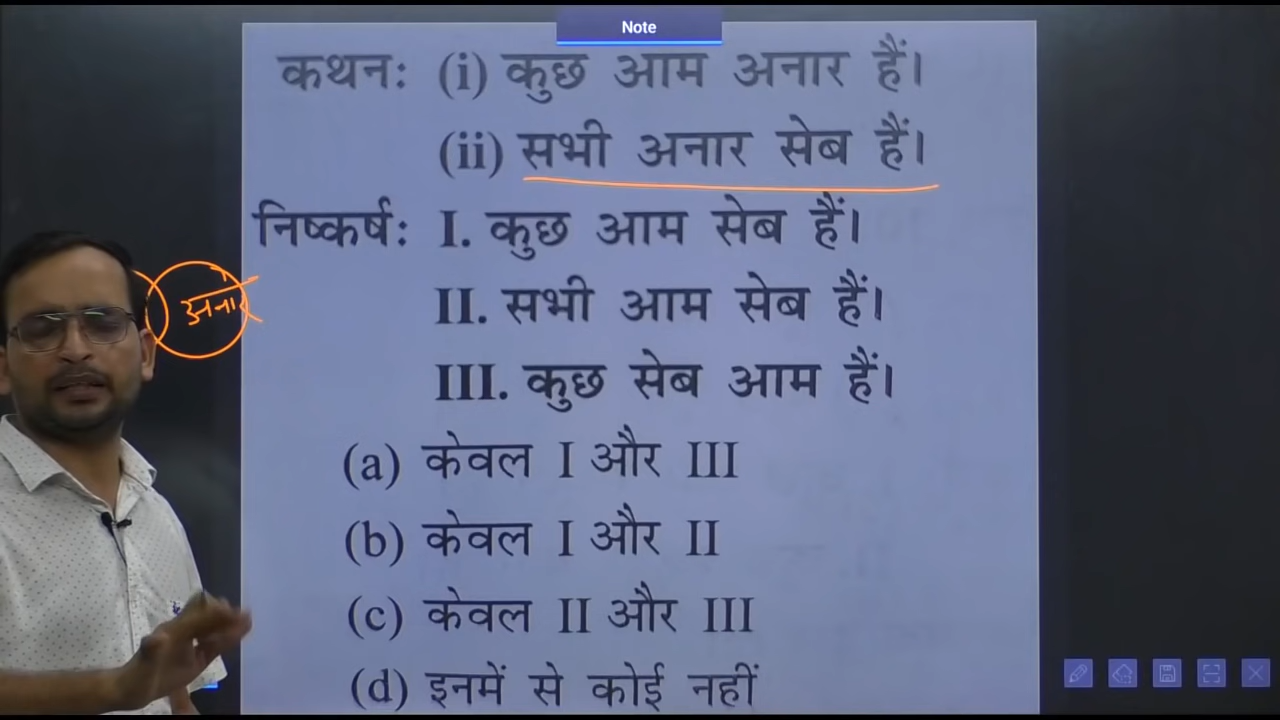 Note
कथनः (i) कुछ आम अनार हैं।
(ii) सभी अनार सेब हैं।
निष्कर्षः I. कुछ आम सेब हैं।
II. सभी आम सेब हैं।
III. कुछ सेब आम हैं।
अनार
(a) केवल I और III
(b) केवल I और II
(c) केवल II और III
(d) इनमें से कोई नहीं